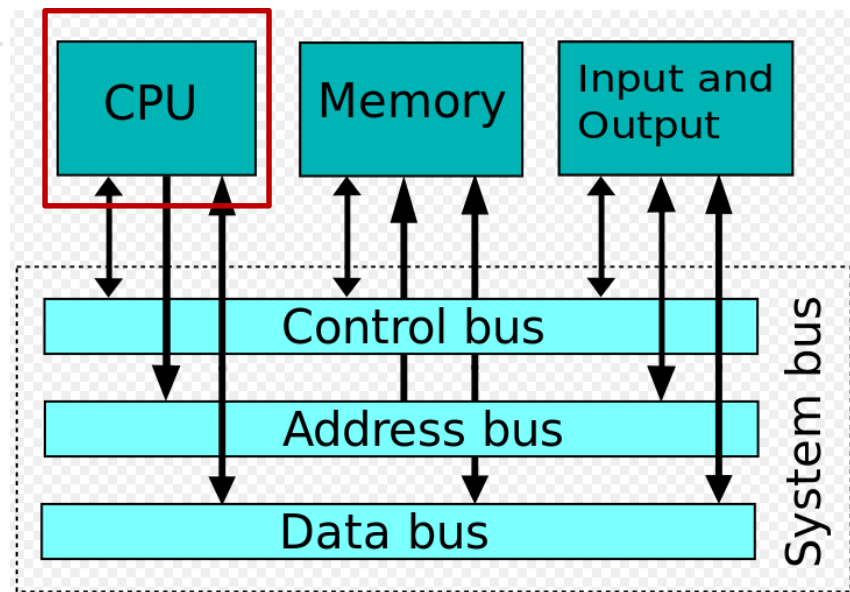 CPU
Memory
Input and
Output
Control bus
Address bus
Data bus
System bus